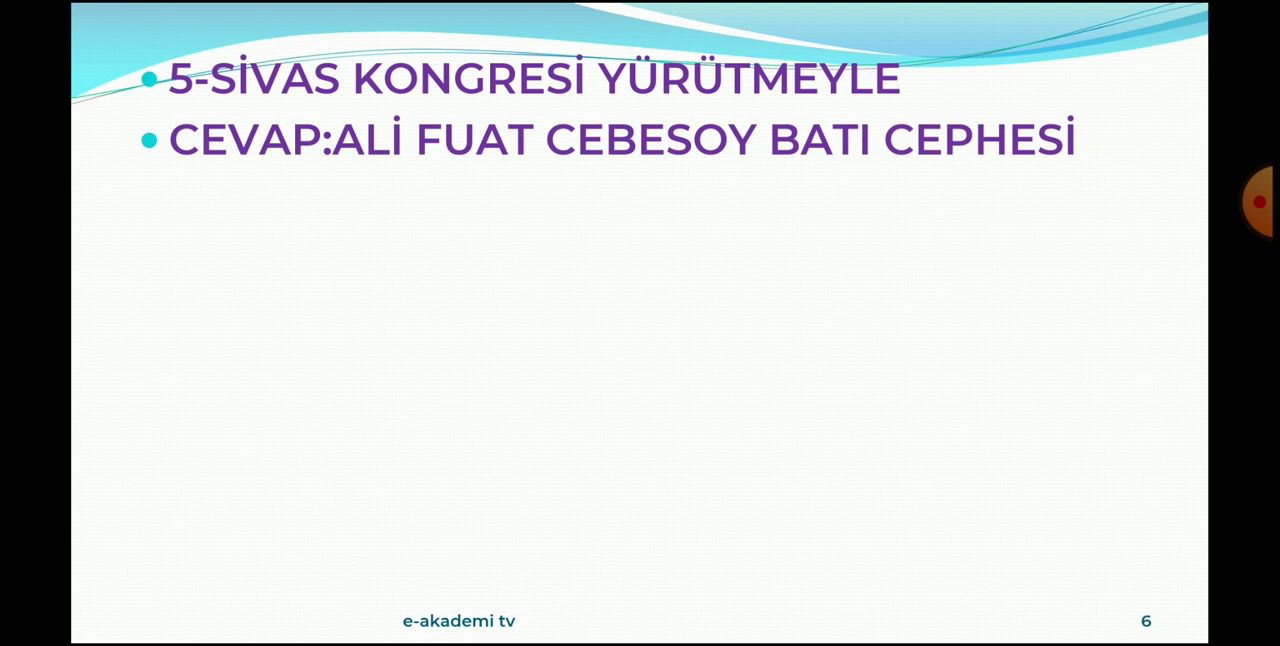 5-SİVAS KONGRESİ YÜRÜTMEYLE
CEVAP:ALİ FUAT CEBESOY BATI CEPHESİ
e-akademi tv
6